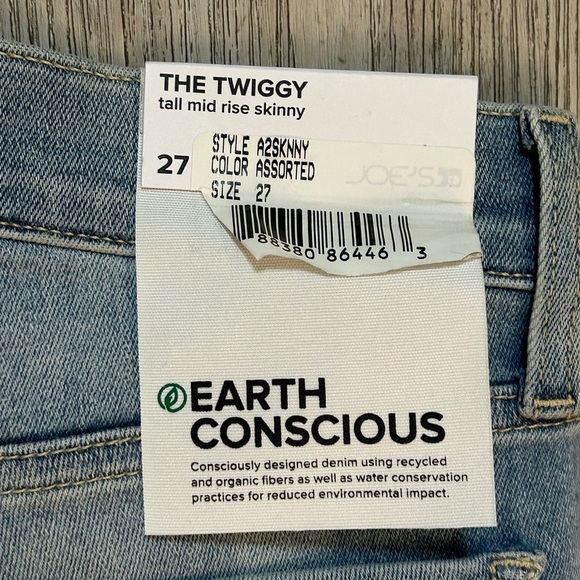 THE TWIGGY
tall mid rise skinny
27
STYLE A2SKNNY
COLOR ASSORTED
JOE'S
SIZE 27
88380 86446 3
EARTH
CONSCIOUS
Consciously designed denim using recycled
and organic fibers as well as water conservation
practices for reduced environmental impact.